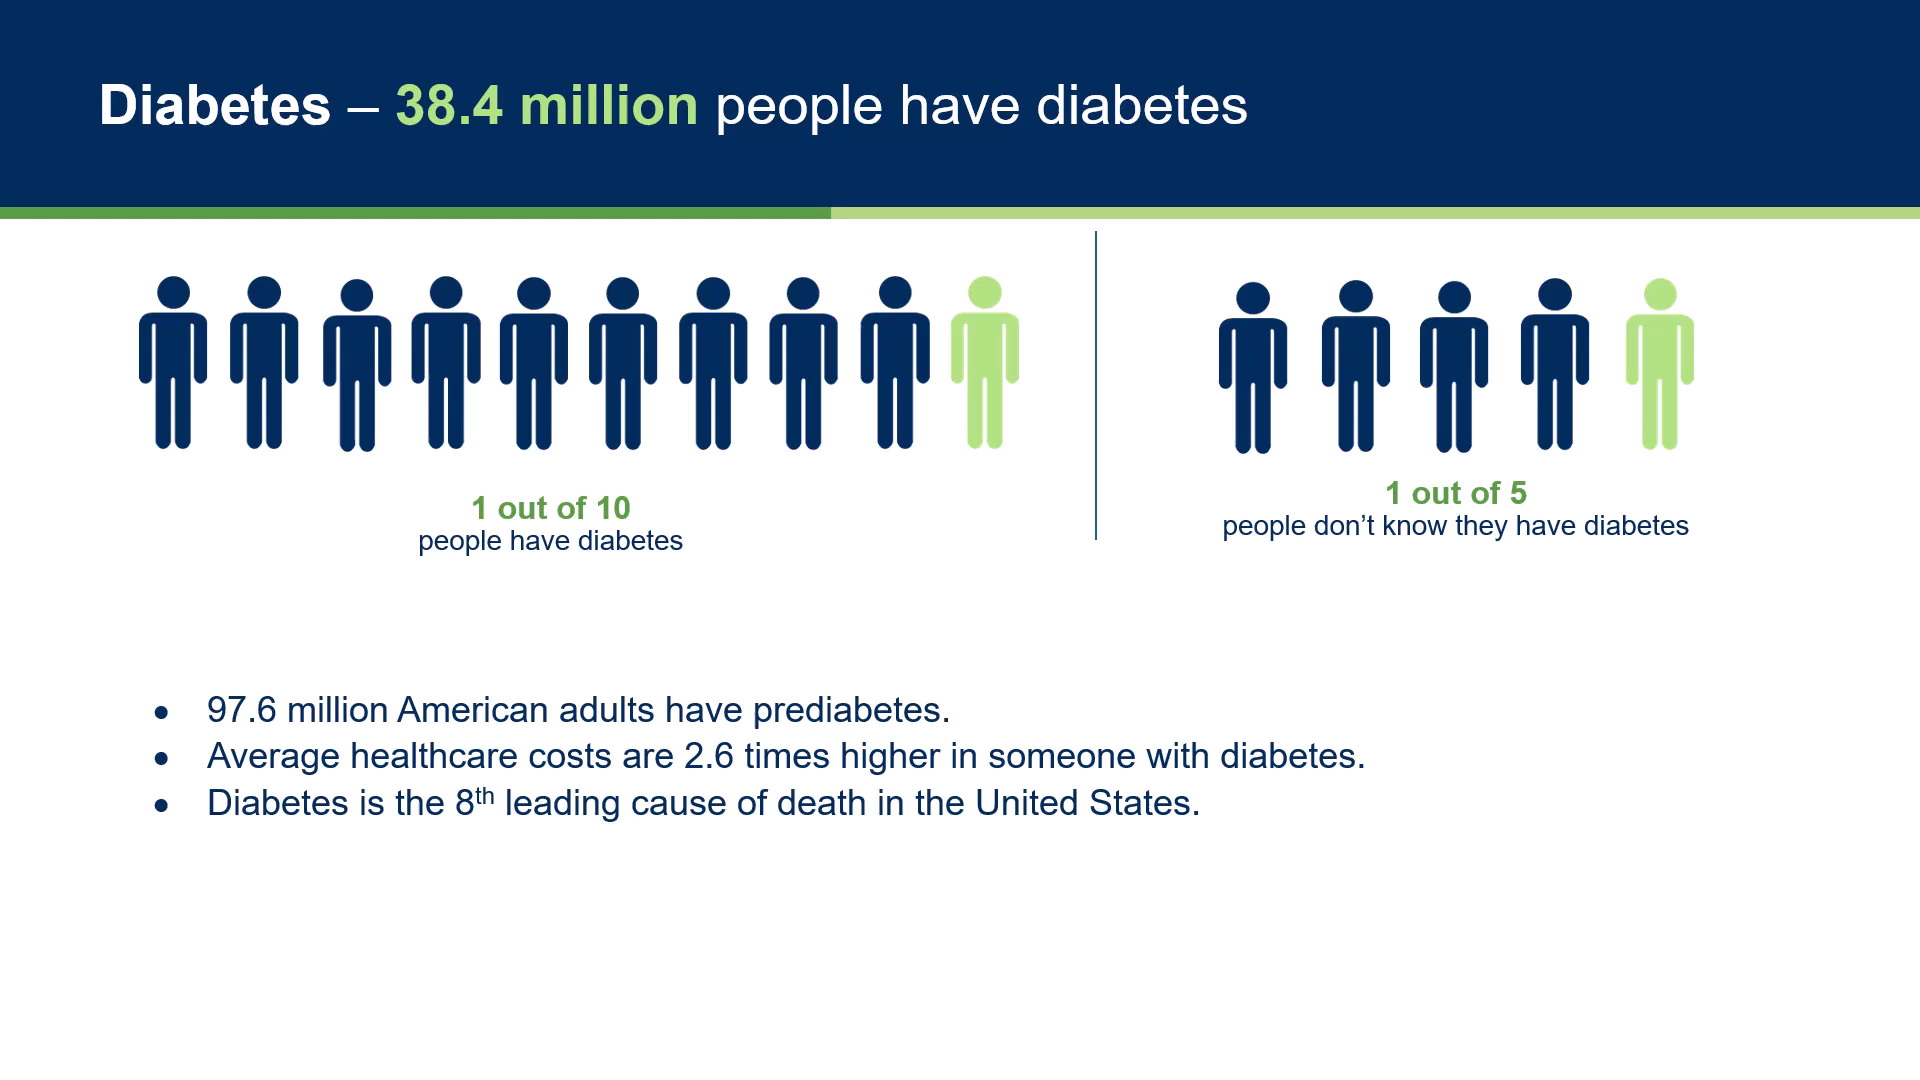 Diabetes – 38.4 million people have diabetes
1 out of 10
people have diabetes
1 out of 5
people don’t know they have diabetes
• 97.6 million American adults have prediabetes.
• Average healthcare costs are 2.6 times higher in someone with diabetes.
• Diabetes is the 8th leading cause of death in the United States.